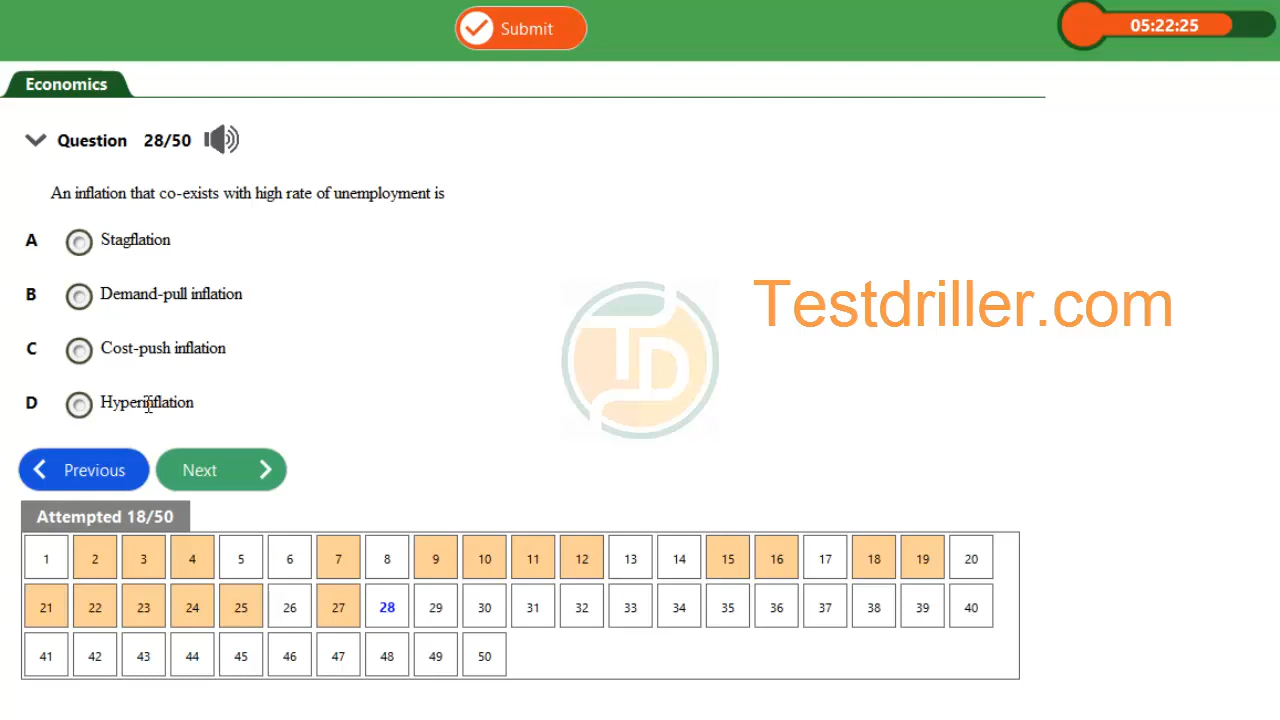 Submit
05:22:25
Economics
Question 28/50
An inflation that co-exists with high rate of unemployment is
A Stagflation
B Demand-pull inflation
C Cost-push inflation
D Hyperinflation
TD
Testdriller.com
Previous Next
Attempted 18/50
1 2 3 4 5 6 7 8 9 10 11 12 13 14 15 16 17 18 19 20
21 22 23 24 25 26 27 28 29 30 31 32 33 34 35 36 37 38 39 40
41 42 43 44 45 46 47 48 49 50